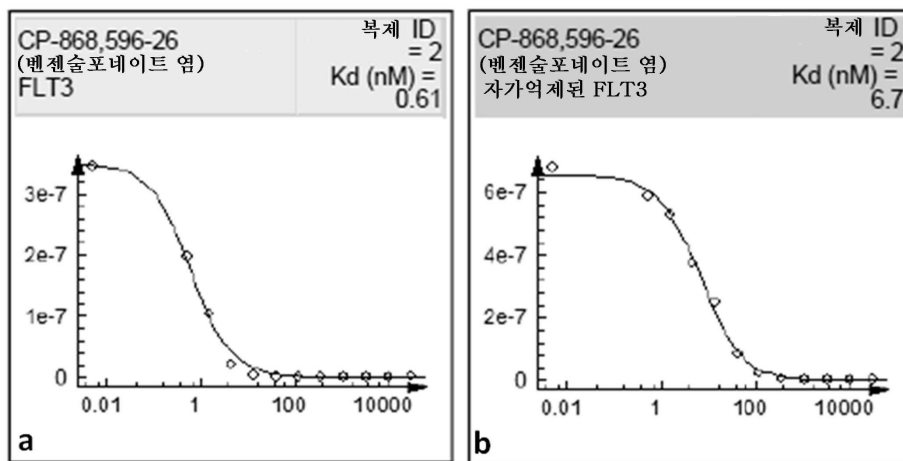 CP-868,596-26
(벤젠술포네이트 염)
FLT3
복제 ID
= 2
Kd (nM) =
0.61
3e-7
2e-7
1e-7
0
0.01 1 100 10000
a
CP-868,596-26
(벤젠술포네이트 염)
자가억제된 FLT3
복제 ID
= 2
Kd (nM) =
6.7
6e-7
4e-7
2e-7
0
0.01 1 100 10000
b